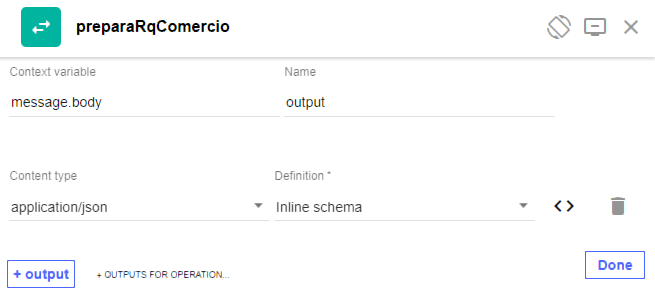 preparaRqComercio
Context variable
Name
message.body
output
Content type
Definition *
application/json
Inline schema
+ output
+ OUTPUTS FOR OPERATION...
Done